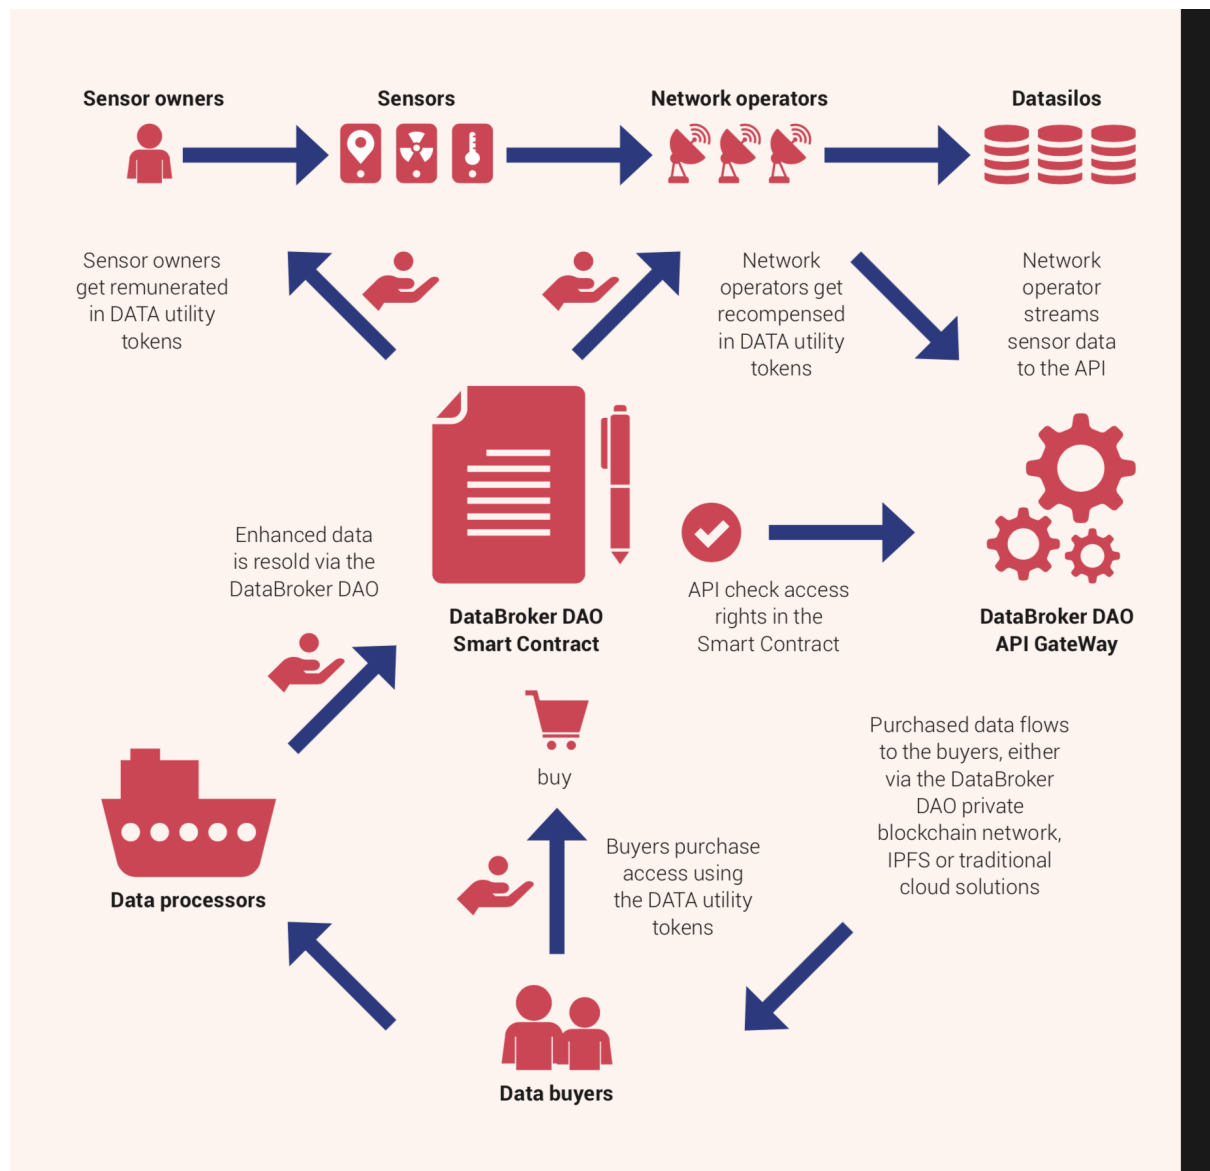 Sensor owners
Sensors
Network operators
Datasilos
Sensor owners
get remunerated
in DATA utility
tokens
Network
operators get
recompensed
in DATA utility
tokens
Network
operator
streams
sensor data
to the API
Enhanced data
is resold via the
DataBroker DAO
DataBroker DAO
Smart Contract
API check access
rights in the
Smart Contract
DataBroker DAO
API GateWay
buy
Purchased data flows
to the buyers, either
via the DataBroker
DAO private
blockchain network,
IPFS or traditional
cloud solutions
Data processors
Buyers purchase
access using
the DATA utility
tokens
Data buyers